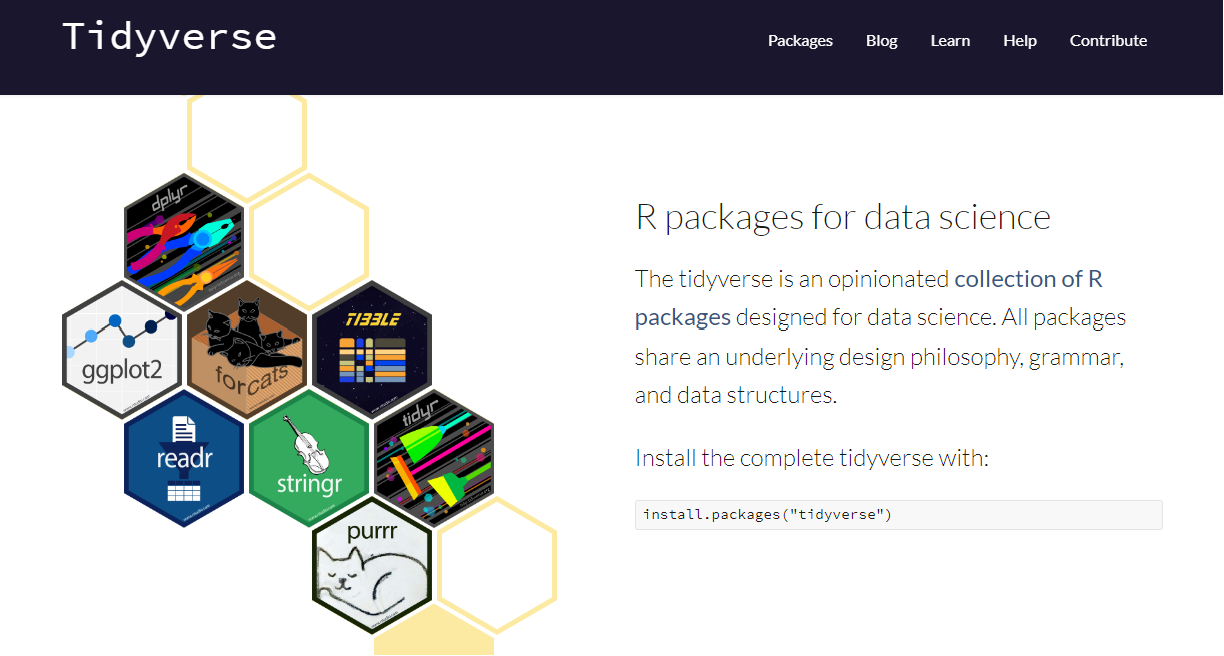 Tidyverse
Packages
Blog
Learn
Help
Contribute
dplyr
ggplot2
forcats
TIBBLE
readr
stringr
tidyr
purrr
R packages for data science
The tidyverse is an opinionated collection of R
packages designed for data science. All packages
share an underlying design philosophy, grammar,
and data structures.
Install the complete tidyverse with:
install.packages("tidyverse")